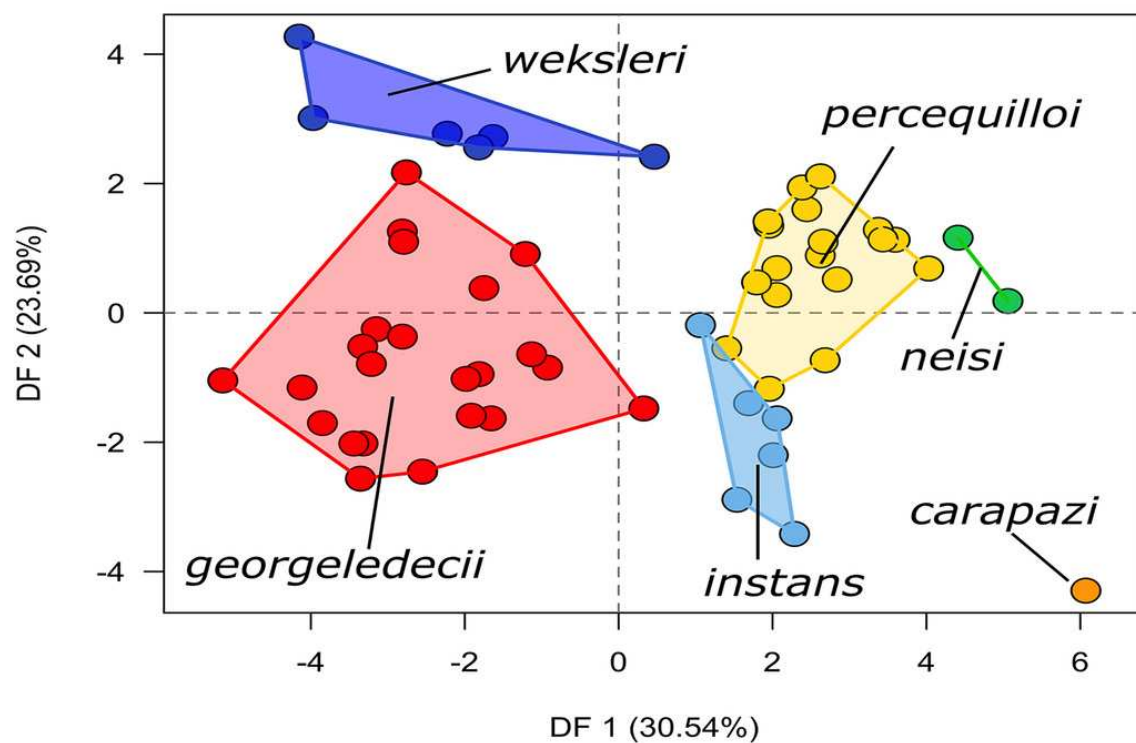 weksleri
percequilloi
neisi
carapazi
georgeledecii
instans
4
2
0
-2
-4
DF 2 (23.69%)
-4
-2
0
2
4
6
DF 1 (30.54%)